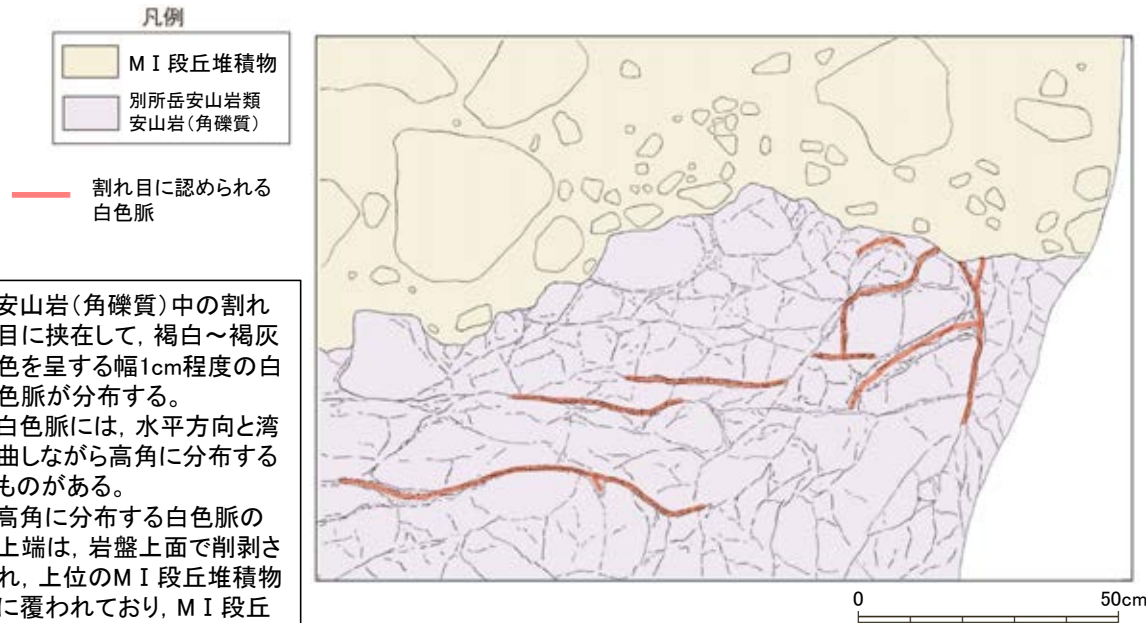 凡例
ＭⅠ段丘堆積物
別所岳安山岩類
安山岩（角礫質）
割れ目に認められる
白色脈
安山岩（角礫質）中の割れ
目に挟在して，褐白～褐灰
色を呈する幅1cm程度の白
色脈が分布する。
白色脈には，水平方向と湾
曲しながら高角に分布する
ものがある。
高角に分布する白色脈の
上端は，岩盤上面で削剥さ
れ，上位のＭⅠ段丘堆積物
に覆われており，ＭⅠ段丘
0
50cm